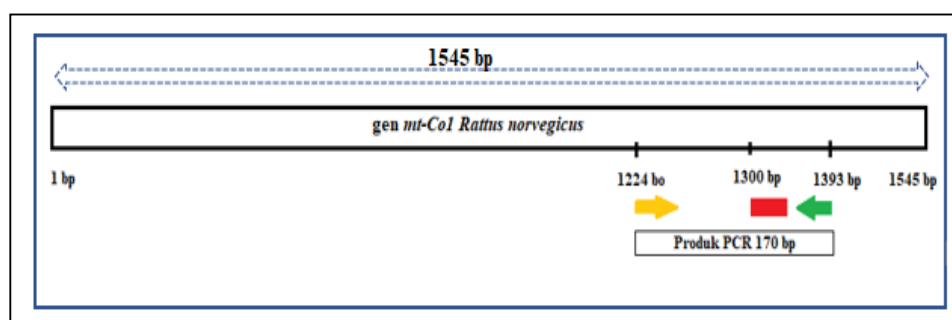 1545 bp
gen mt-Co1 Rattus norvegicus
1 bp 1224 bo 1300 bp 1393 bp 1545 bp
Produk PCR 170 bp